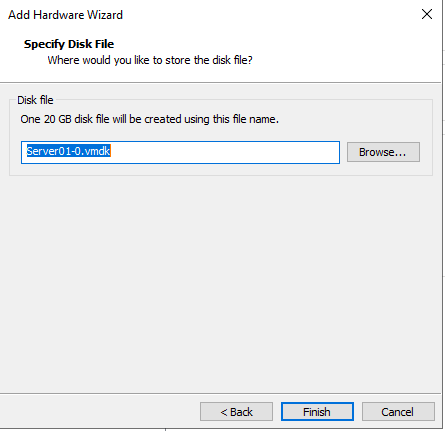 Add Hardware Wizard
Specify Disk File
Where would you like to store the disk file?
Disk file
One 20 GB disk file will be created using this file name.
Server01-0.vmdk
Browse...
< Back
Finish
Cancel